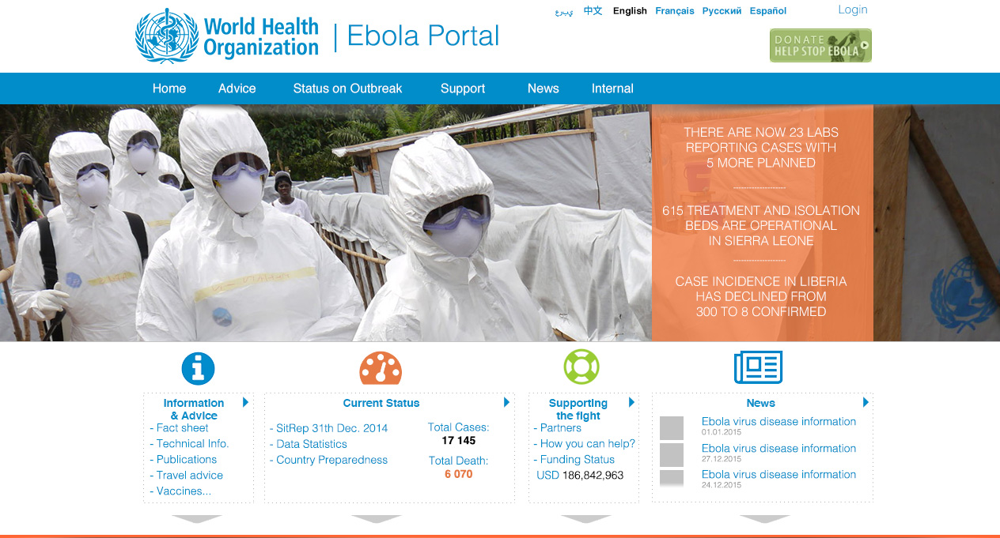 عربي
中文
English
Français
Русский
Español
Login
World Health
Organization
| Ebola Portal
DONATE
HELP STOP EBOLA
Home
Advice
Status on Outbreak
Support
News
Internal
THERE ARE NOW 23 LABS
REPORTING CASES WITH
5 MORE PLANNED
---------------------
615 TREATMENT AND ISOLATION
BEDS ARE OPERATIONAL
IN SIERRA LEONE
---------------------
CASE INCIDENCE IN LIBERIA
HAS DECLINED FROM
300 TO 8 CONFIRMED
Information
& Advice
- Fact sheet
- Technical Info.
- Publications
- Travel advice
- Vaccines...
Current Status
- SitRep 31th Dec. 2014
- Data Statistics
- Country Preparedness
Total Cases:
17 145
Total Death:
6 070
Supporting
the fight
- Partners
- How you can help?
- Funding Status
USD 186,842,963
News
Ebola virus disease information
01.01.2015
Ebola virus disease information
27.12.2015
Ebola virus disease information
24.12.2015